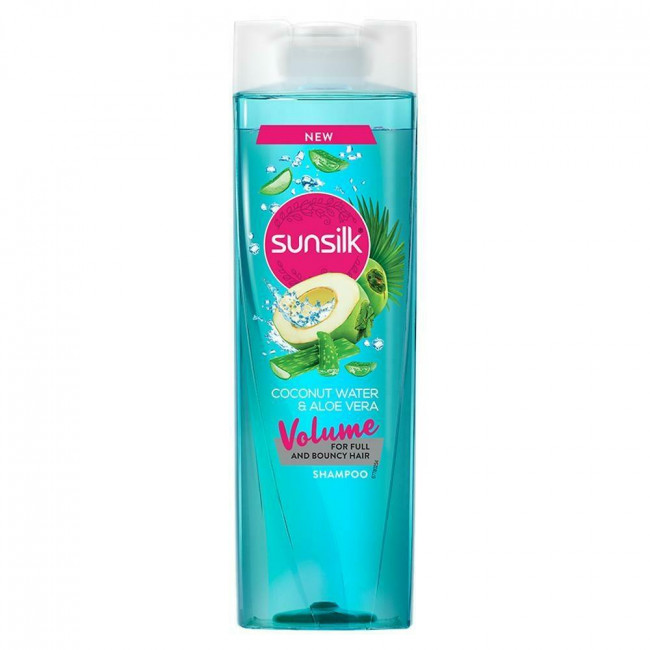 NEW
sunsilk
COCONUT WATER
& ALOE VERA
Volume
FOR FULL
AND BOUNCY HAIR
SHAMPOO